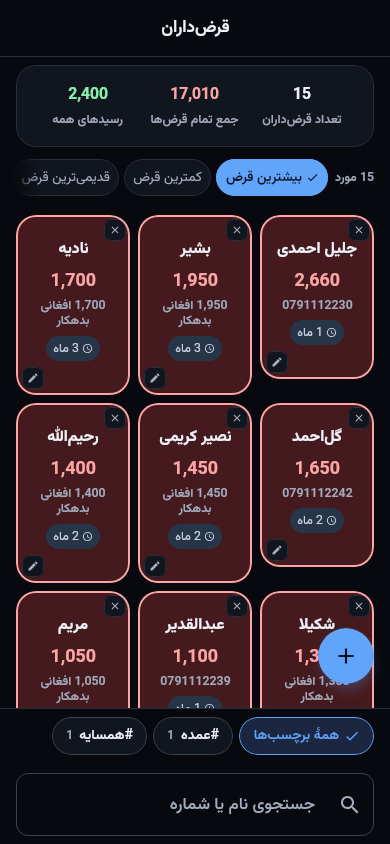 قرض‌داران
15
17,010
2,400
تعداد قرض‌داران
جمع تمام قرض‌ها
رسیدهای همه
15 مورد
بیشترین قرض
کمترین قرض
قدیمی‌ترین قرض
جلیل احمدی
2,660
0791112230
1 ماه
بشیر
1,950
1,950 افغانی
بدهکار
3 ماه
نادیه
1,700
1,700 افغانی
بدهکار
3 ماه
گل‌احمد
1,650
0791112242
2 ماه
نصیر کریمی
1,450
1,450 افغانی
بدهکار
2 ماه
رحیم‌الله
1,400
1,400 افغانی
بدهکار
2 ماه
شکیلا
افغانی
بدهکار
عبدالقدیر
1,100
0791112239
مریم
1,050
1,050 افغانی
بدهکار
همهٔ برچسب‌ها
#عمده 1
#همسایه 1
جستجوی نام یا شماره